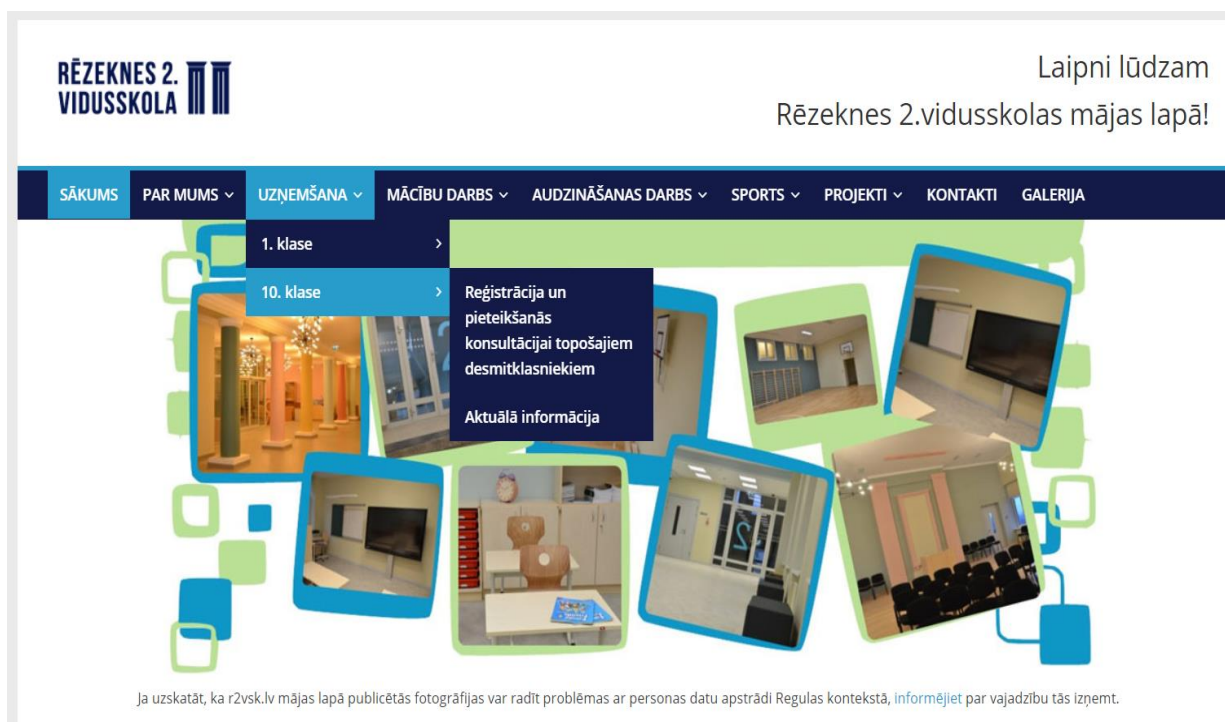 RĒZEKNES 2.
VIDUSSKOLA
Laipni lūdzam
Rēzeknes 2.vidusskolas mājas lapā!
SĀKUMS PAR MUMS UZŅEMŠANA MĀCĪBU DARBS AUDZINĀŠANAS DARBS SPORTS PROJEKTI KONTAKTI GALERIJA
1. klase
10. klase
Reģistrācija un
pieteikšanās
konsultācijai topošajiem
desmitklasniekiem
Aktuālā informācija
2
Ja uzskatāt, ka r2vsk.lv mājas lapā publicētās fotogrāfijas var radīt problēmas ar personas datu apstrādi Regulas kontekstā, informējiet par vajadzību tās izņemt.